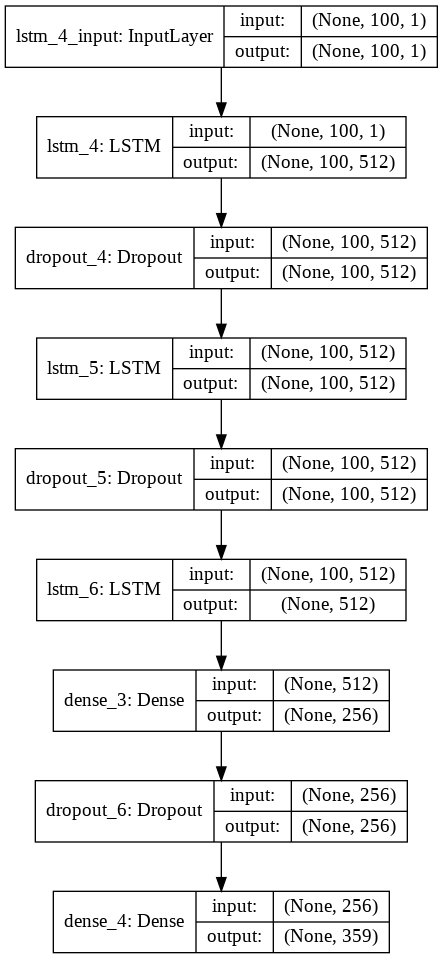 lstm_4_input: InputLayer
input: (None, 100, 1)
output: (None, 100, 1)
lstm_4: LSTM
input: (None, 100, 1)
output: (None, 100, 512)
dropout_4: Dropout
input: (None, 100, 512)
output: (None, 100, 512)
lstm_5: LSTM
input: (None, 100, 512)
output: (None, 100, 512)
dropout_5: Dropout
input: (None, 100, 512)
output: (None, 100, 512)
lstm_6: LSTM
input: (None, 100, 512)
output: (None, 512)
dense_3: Dense
input: (None, 512)
output: (None, 256)
dropout_6: Dropout
input: (None, 256)
output: (None, 256)
dense_4: Dense
input: (None, 256)
output: (None, 359)